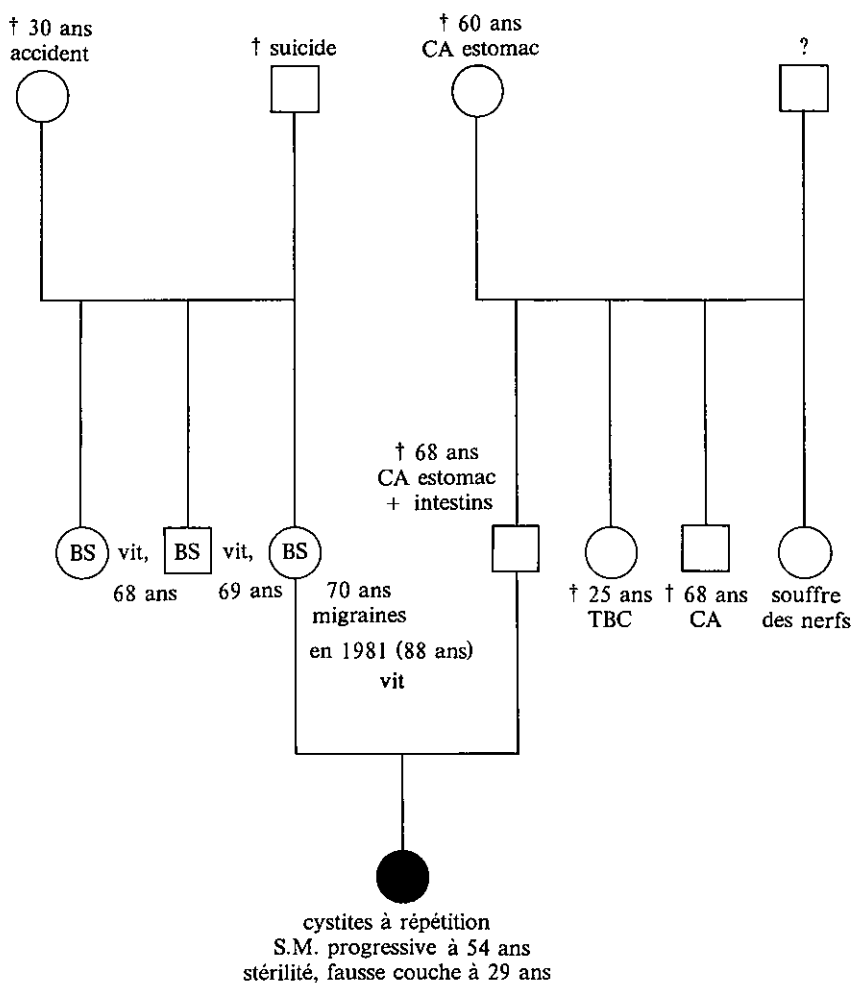 † 30 ans
accident
† suicide
† 60 ans
CA estomac
?
† 68 ans
CA estomac
+ intestins
BS vit, BS vit, BS
68 ans 69 ans 70 ans
migraines
en 1981 (88 ans)
vit
† 25 ans
TBC
† 68 ans
CA
souffre
des nerfs
cystites à répétition
S.M. progressive à 54 ans
stérilité, fausse couche à 29 ans